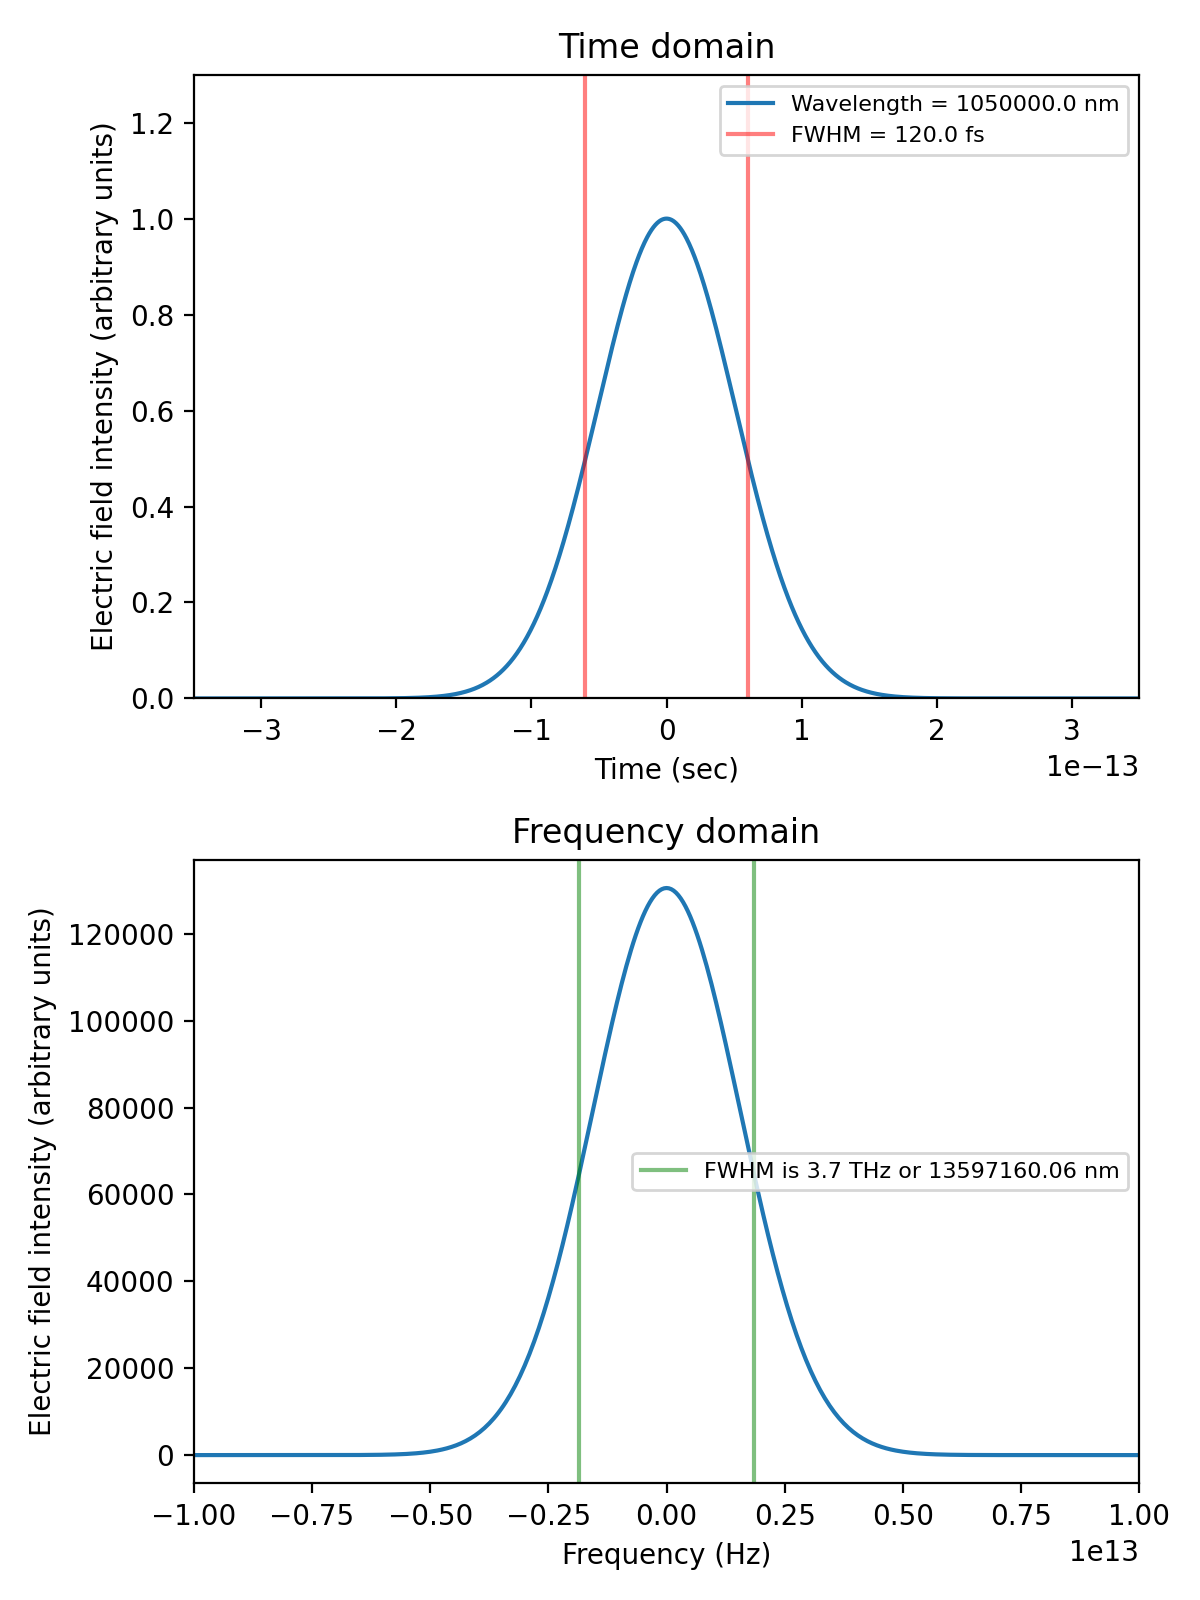 Time domain
Electric field intensity (arbitrary units)
1.2
1.0
0.8
0.6
0.4
0.2
0.0
Wavelength = 1050000.0 nm
FWHM = 120.0 fs
−3 −2 −1 0 1 2 3
Time (sec)
1e−13
Frequency domain
Electric field intensity (arbitrary units)
120000
100000
80000
60000
40000
20000
0
FWHM is 3.7 THz or 13597160.06 nm
−1.00 −0.75 −0.50 −0.25 0.00 0.25 0.50 0.75 1.00
Frequency (Hz)
1e13